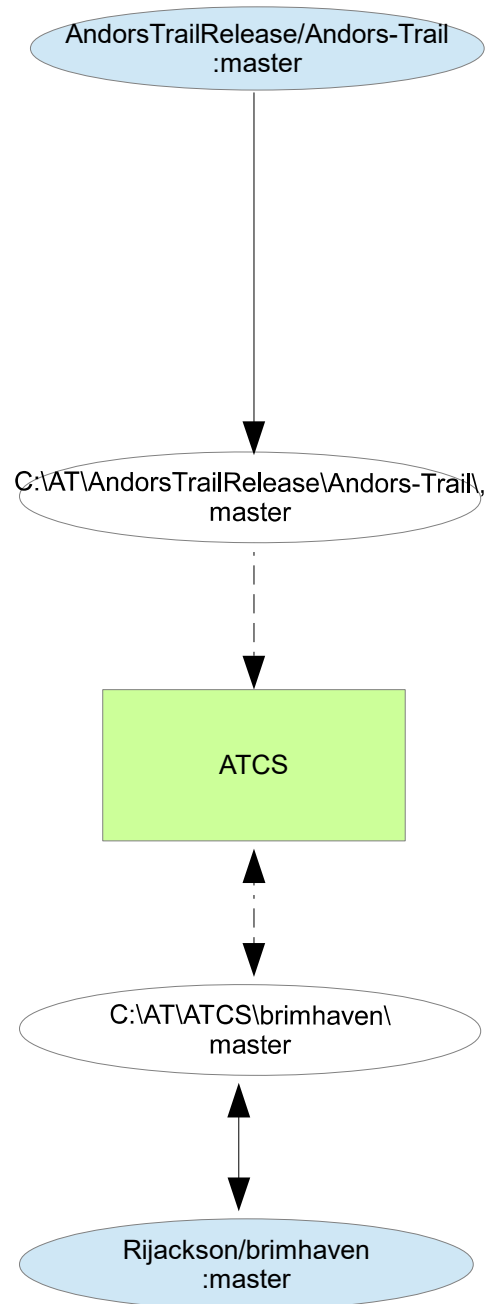 AndorsTrailRelease/Andors-Trail
:master
C:\AT\AndorsTrailRelease\Andors-Trail\,
master
ATCS
C:\AT\ATCS\brimhaven\
master
Rijackson/brimhaven
:master